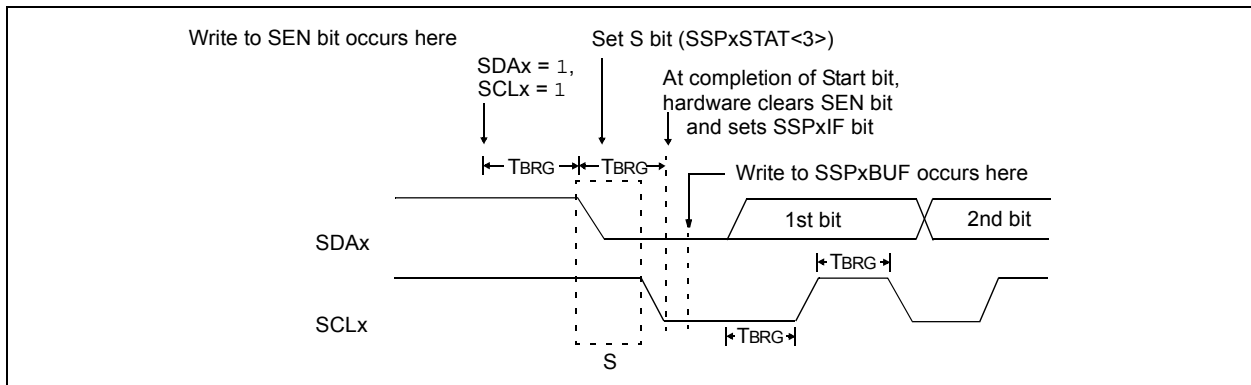 Write to SEN bit occurs here
Set S bit (SSPxSTAT<3>)
SDAx = 1,
SCLx = 1
At completion of Start bit,
hardware clears SEN bit
and sets SSPxIF bit
TBRG
TBRG
Write to SSPxBUF occurs here
SDAx
1st bit
2nd bit
TBRG
SCLx
TBRG
S